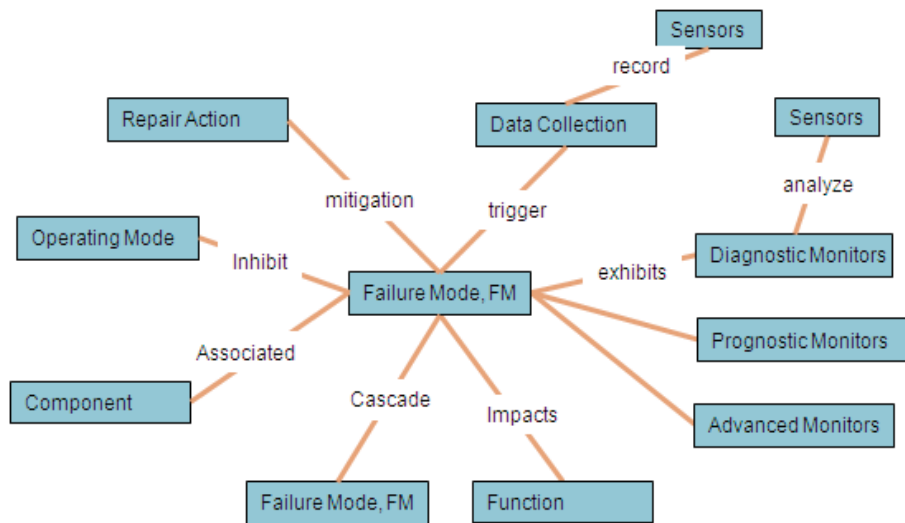 Sensors
record
Repair Action
Data Collection
Sensors
mitigation
trigger
analyze
Operating Mode
Inhibit
exhibits
Diagnostic Monitors
Failure Mode, FM
Associated
Prognostic Monitors
Component
Cascade
Impacts
Advanced Monitors
Failure Mode, FM
Function